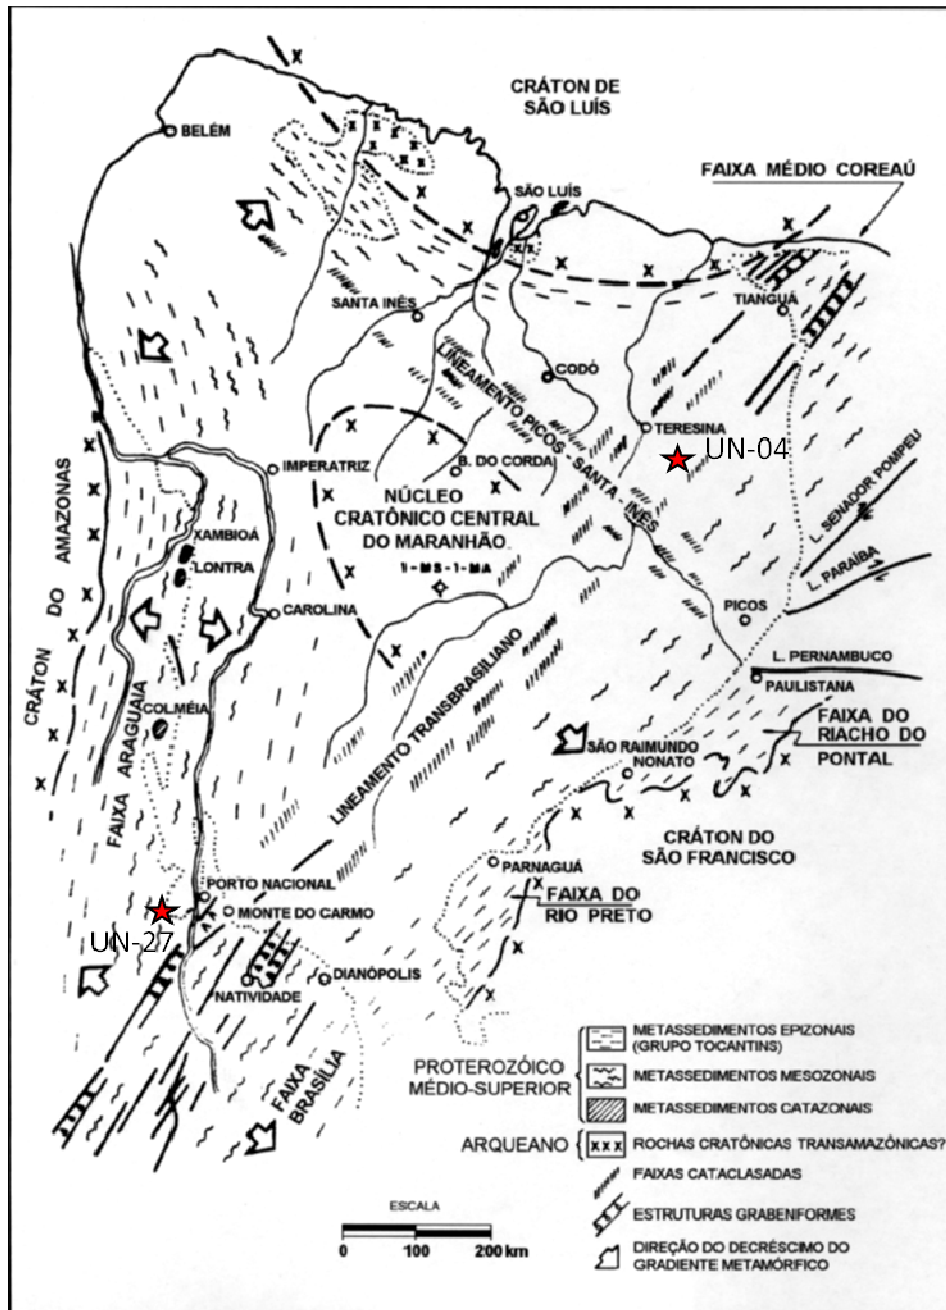 CRÁTON DE
SÃO LUÍS
BELÉM
FAIXA MÉDIO COREAÚ
SÃO LUÍS
SANTA INÊS
TIANGUÁ
LINEAMENTO PICOS - SANTA - INÊS
CODÓ
TERESINA
UN-04
IMPERATRIZ
B. DO CORDA
NÚCLEO
CRATÔNICO CENTRAL
DO MARANHÃO
1-MS-1-MA
CRÁTON DO AMAZONAS
XAMBIOÁ
LONTRA
L. SENADOR POMPEU
L. PARAÍBA
CAROLINA
PICOS
L. PERNAMBUCO
PAULISTANA
COLMÉIA
FAIXA ARAGUAIA
LINEAMENTO TRANSBRASILIANO
SÃO RAIMUNDO
NONATO
FAIXA DO
RIACHO DO
PONTAL
CRÁTON DO
SÃO FRANCISCO
PARNAGUÁ
FAIXA DO
RIO PRETO
PORTO NACIONAL
MONTE DO CARMO
UN-27
NATIVIDADE
DIANÓPOLIS
FAIXA
BRASÍLIA
PROTEROZÓICO
MÉDIO-SUPERIOR
METASSEDIMENTOS EPIZONAIS
(GRUPO TOCANTINS)
METASSEDIMENTOS MESOZONAIS
METASSEDIMENTOS CATAZONAIS
ARQUEANO
ROCHAS CRATÔNICAS TRANSAMAZÔNICAS?
FAIXAS CATACLASADAS
ESTRUTURAS GRABENIFORMES
DIREÇÃO DO DECRÉSCIMO DO
GRADIENTE METAMÓRFICO
ESCALA
0 100 200 km